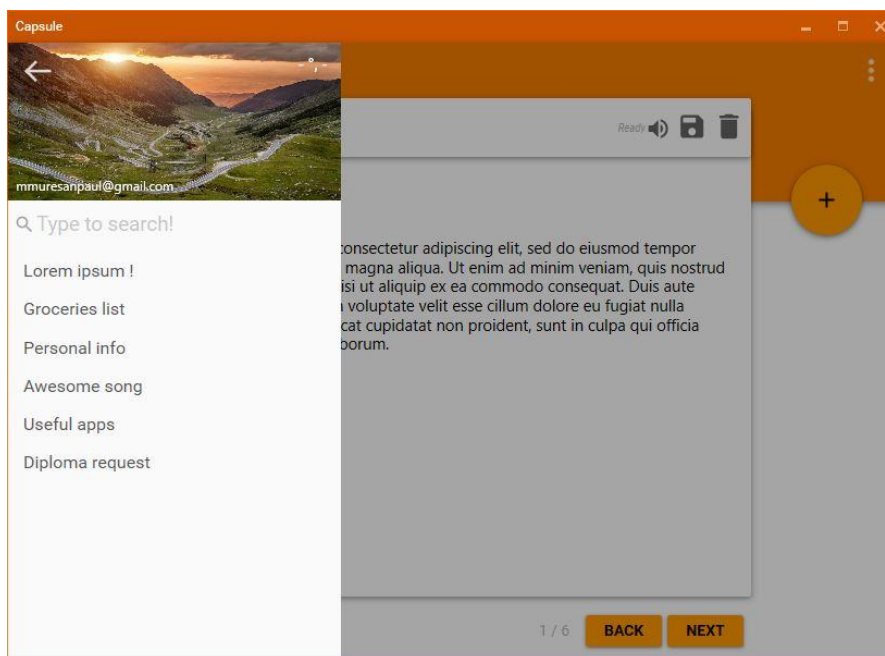 Capsule
mmuresanpaul@gmail.com
Type to search!
Lorem ipsum !
Groceries list
Personal info
Awesome song
Useful apps
Diploma request
Ready
consectetur adipiscing elit, sed do eiusmod tempor
magna aliqua. Ut enim ad minim veniam, quis nostrud
isi ut aliquip ex ea commodo consequat. Duis aute
voluptate velit esse cillum dolore eu fugiat nulla
cat cupidatat non proident, sunt in culpa qui officia
borum.
1 / 6
BACK
NEXT